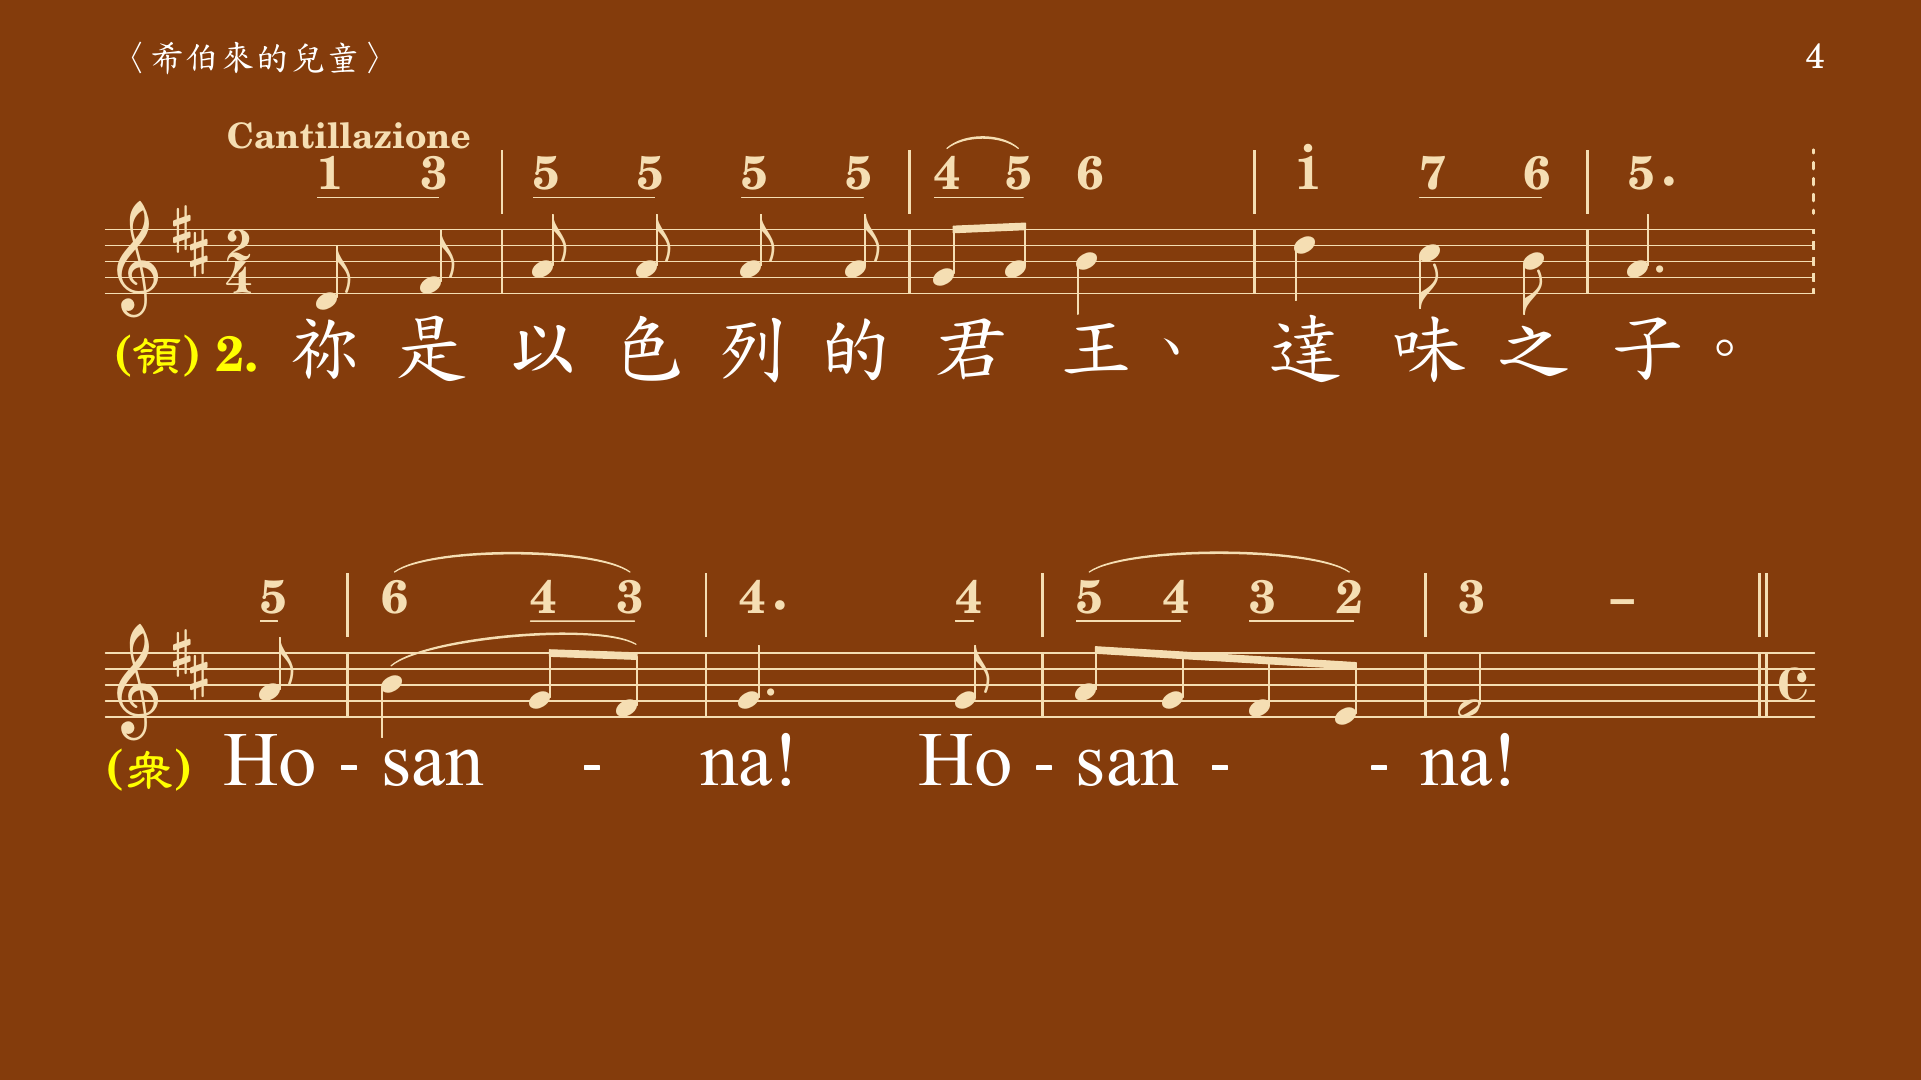 〈希伯來的兒童〉 4
Cantillazione
1 3 | 5 5 5 5 | 4 5 6 | i 7 6 | 5.
2 4
(領) 2. 祢是以色列的君王、達味之子。
5 | 6 4 3 | 4. 4 | 5 4 3 2 | 3 –
(衆) Ho - san - na! Ho - san - - na!